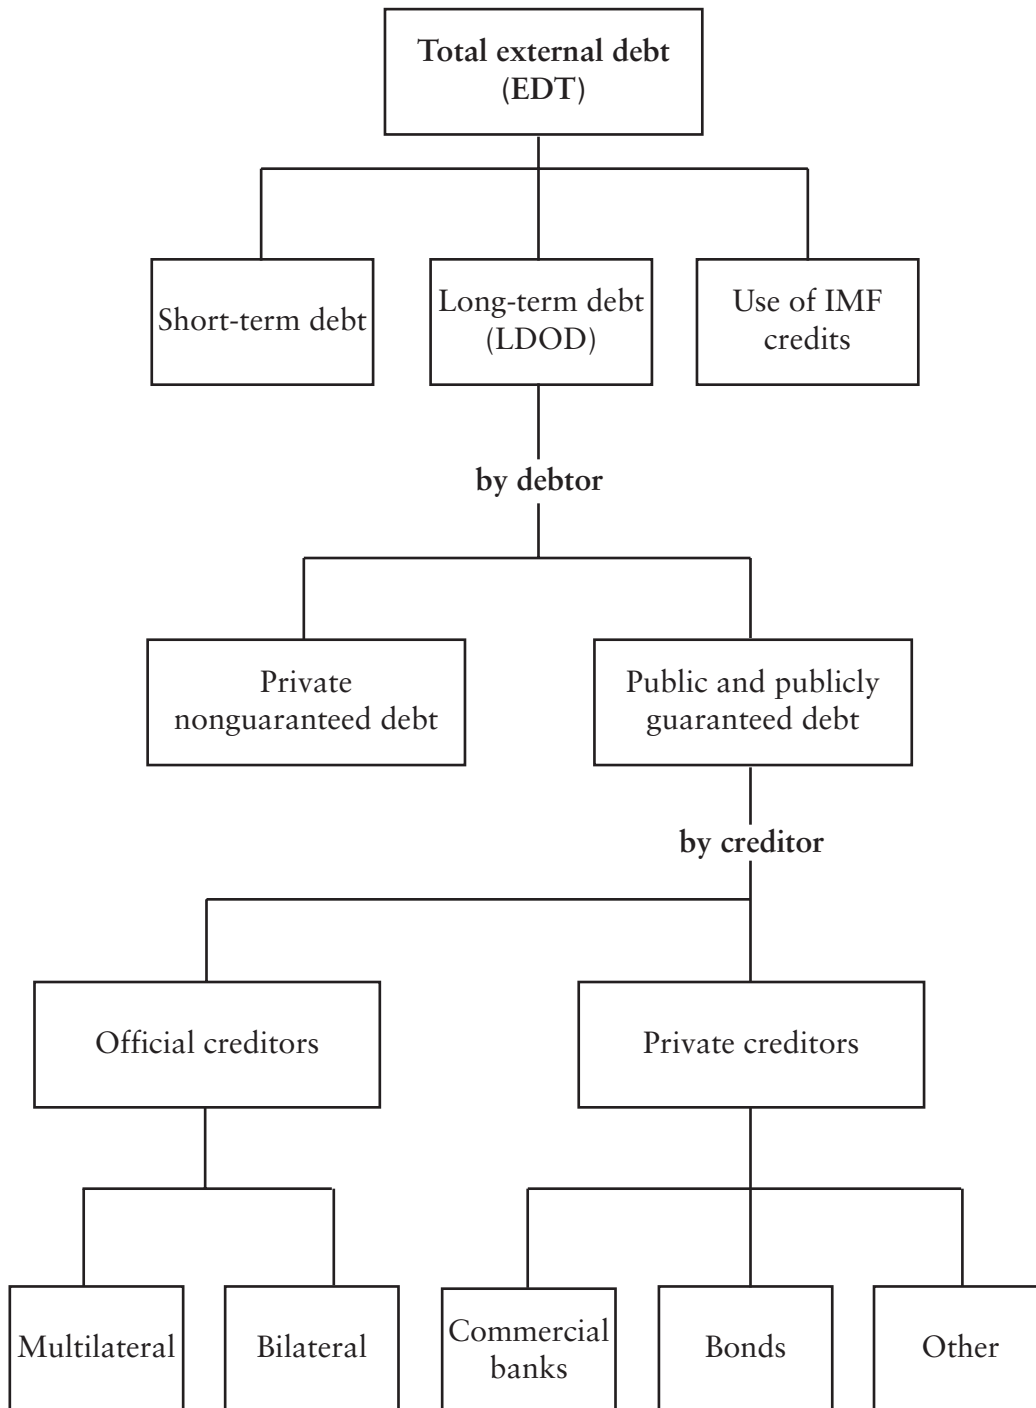 Total external debt
(EDT)
Short-term debt
Long-term debt
(LDOD)
Use of IMF
credits
by debtor
Private
nonguaranteed debt
Public and publicly
guaranteed debt
by creditor
Official creditors
Private creditors
Multilateral
Bilateral
Commercial
banks
Bonds
Other